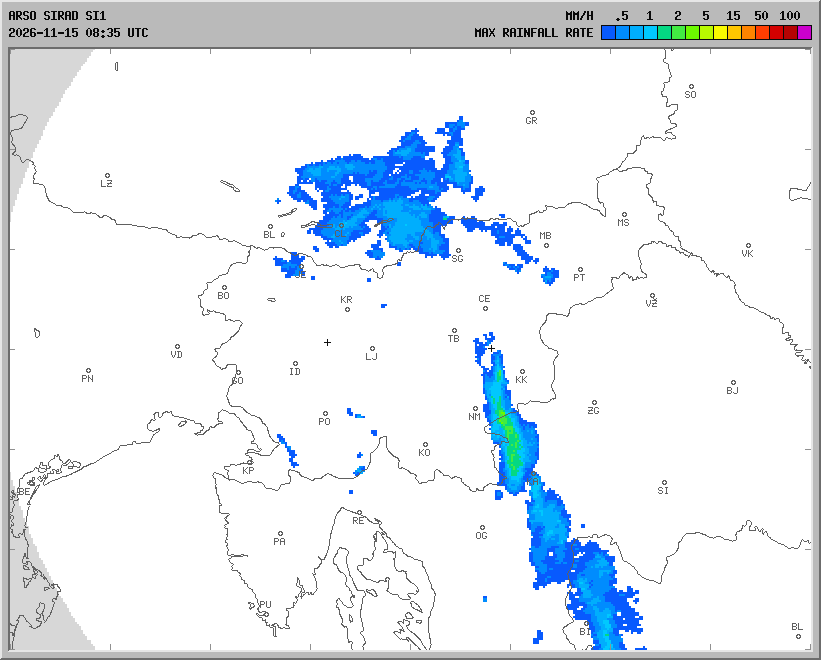 ARSO SIRAD SI1
2026-11-15 08:35 UTC
MM/H .5 1 2 5 15 50 100
MAX RAINFALL RATE
SO
GR
LZ
MS
BL
MB
VK
SG
PT
BO
KR
CE
VZ
TB
VD
LJ
ID
PN
GO
KK
BJ
ZG
NM
PO
KO
KP
BE
SI
RE
OG
PA
PU
BI
BL